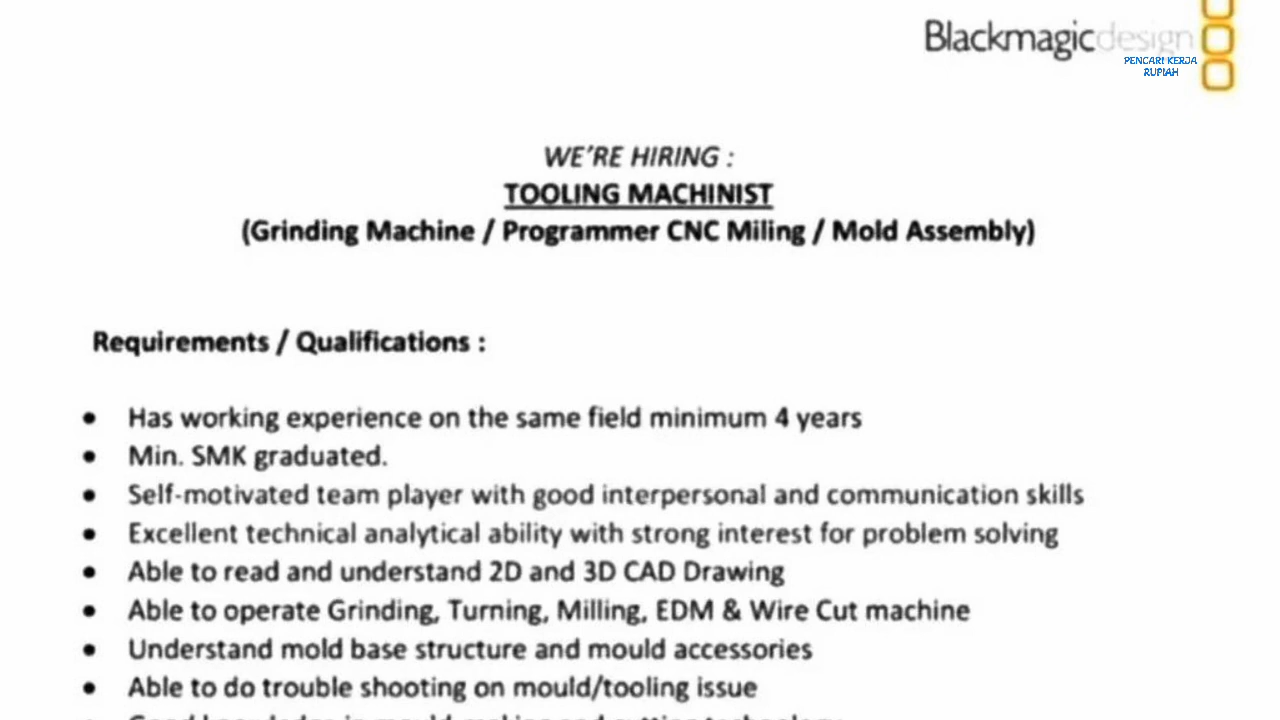 Blackmagicdesign
PENCARI KERJA
RUPIAH
WE'RE HIRING :
TOOLING MACHINIST
(Grinding Machine / Programmer CNC Miling / Mold Assembly)
Requirements / Qualifications :
• Has working experience on the same field minimum 4 years
• Min. SMK graduated.
• Self-motivated team player with good interpersonal and communication skills
• Excellent technical analytical ability with strong interest for problem solving
• Able to read and understand 2D and 3D CAD Drawing
• Able to operate Grinding, Turning, Milling, EDM & Wire Cut machine
• Understand mold base structure and mould accessories
• Able to do trouble shooting on mould/tooling issue